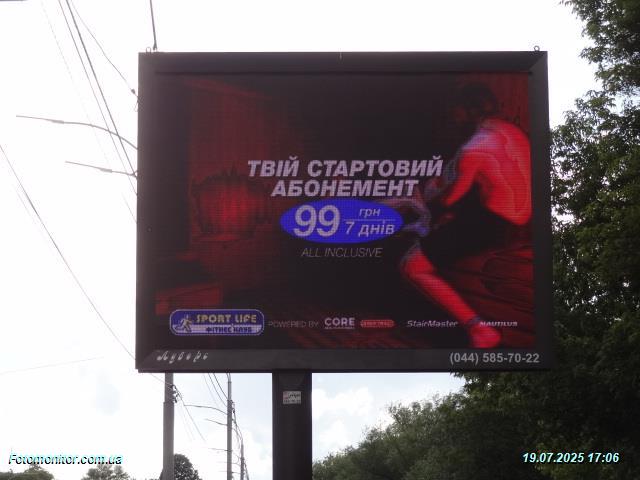 ТВІЙ СТАРТОВИЙ
АБОНЕМЕНТ
99 грн
7 днів
ALL INCLUSIVE
SPORT LIFE
ФІТНЕС КЛУБ
POWERED BY CORE
StairMaster NAUTILUS
(044) 585-70-22
Fotomonitor.com.ua
19.07.2025 17:06